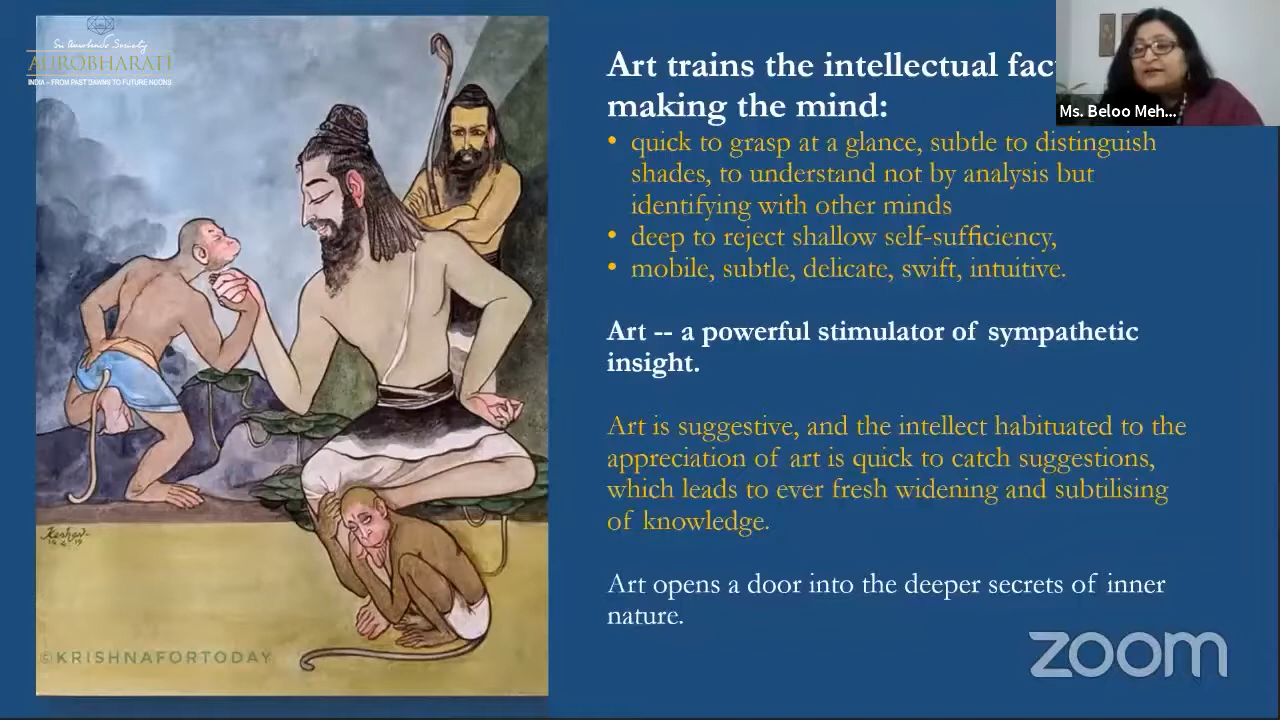 Sri Aurobindo Society
AUROBHARATI
INDIA – FROM PAST DAWNS TO FUTURE NOONS
Art trains the intellectual fac
making the mind:
• quick to grasp at a glance, subtle to distinguish
shades, to understand not by analysis but
identifying with other minds
• deep to reject shallow self-sufficiency,
• mobile, subtle, delicate, swift, intuitive.
Art -- a powerful stimulator of sympathetic
insight.
Art is suggestive, and the intellect habituated to the
appreciation of art is quick to catch suggestions,
which leads to ever fresh widening and subtilising
of knowledge.
Art opens a door into the deeper secrets of inner
nature.
Ms. Beloo Meh...
Keshav
©KRISHNAFORTODAY
zoom